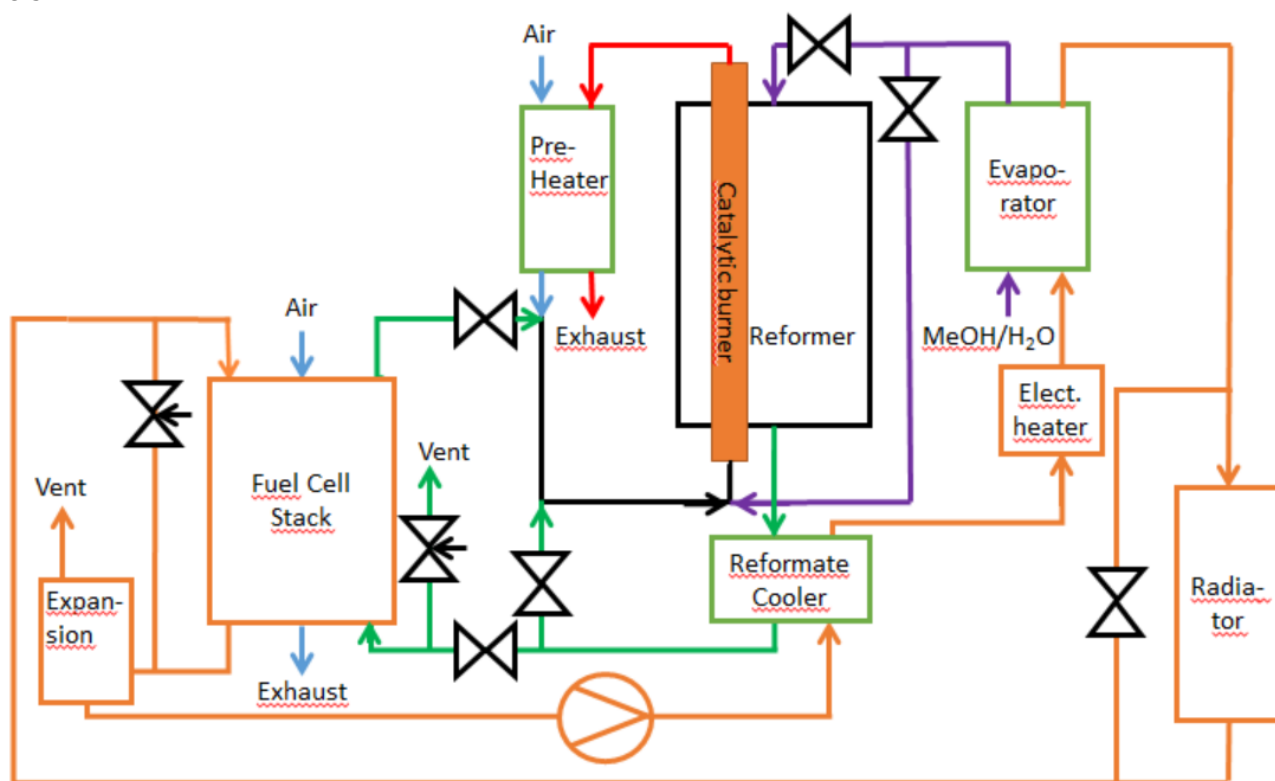 Air
Pre-
Heater
Catalytic burner
Reformer
Evapo-
rator
Exhaust
MeOH/H₂O
Air
Elect.
heater
Vent
Fuel Cell
Stack
Vent
Reformate
Cooler
Expan-
sion
Radia-
tor
Exhaust